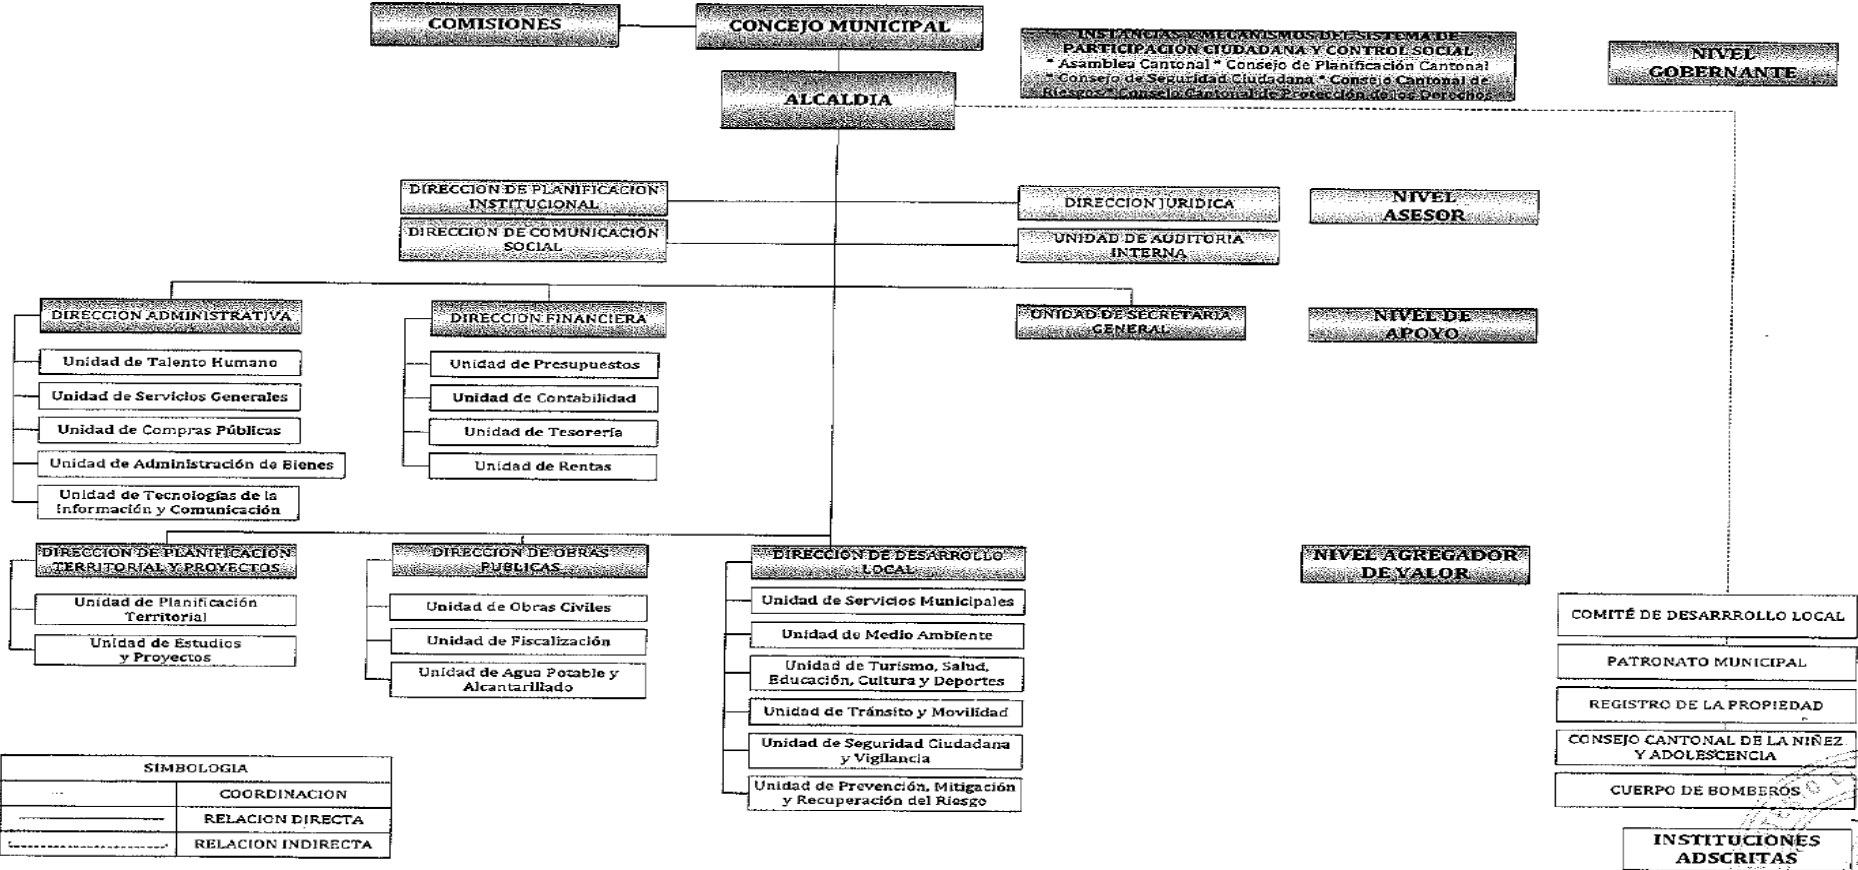 COMISIONES
CONCEJO MUNICIPAL
INSTANCIAS Y MECANISMOS DEL SISTEMA DE
PARTICIPACIÓN CIUDADANA Y CONTROL SOCIAL
* Asamblea Cantonal * Consejo de Planificación Cantonal
* Consejo de Seguridad Ciudadana * Consejo Cantonal de
Riesgos * Consejo Cantonal de Protección de los Derechos
NIVEL
GOBERNANTE
ALCALDIA
DIRECCION DE PLANIFICACION
INSTITUCIONAL
DIRECCION JURIDICA
NIVEL
ASESOR
DIRECCION DE COMUNICACIÓN
SOCIAL
UNIDAD DE AUDITORIA
INTERNA
DIRECCION ADMINISTRATIVA
Unidad de Talento Humano
Unidad de Servicios Generales
Unidad de Compras Públicas
Unidad de Administración de Bienes
Unidad de Tecnologías de la
Información y Comunicación
DIRECCION FINANCIERA
Unidad de Presupuestos
Unidad de Contabilidad
Unidad de Tesorería
Unidad de Rentas
UNIDAD DE SECRETARIA
GENERAL
NIVEL DE
APOYO
DIRECCION DE PLANIFICACION
TERRITORIAL Y PROYECTOS
Unidad de Planificación
Territorial
Unidad de Estudios
y Proyectos
DIRECCION DE OBRAS
PUBLICAS
Unidad de Obras Civiles
Unidad de Fiscalización
Unidad de Agua Potable y
Alcantarillado
DIRECCION DE DESARROLLO
LOCAL
Unidad de Servicios Municipales
Unidad de Medio Ambiente
Unidad de Turismo, Salud,
Educación, Cultura y Deportes
Unidad de Tránsito y Movilidad
Unidad de Seguridad Ciudadana
y Vigilancia
Unidad de Prevención, Mitigación
y Recuperación del Riesgo
NIVEL AGREGADOR
DE VALOR
COMITÉ DE DESARRROLLO LOCAL
PATRONATO MUNICIPAL
REGISTRO DE LA PROPIEDAD
CONSEJO CANTONAL DE LA NIÑEZ
Y ADOLESCENCIA
CUERPO DE BOMBEROS
INSTITUCIONES
ADSCRITAS
SIMBOLOGIA
COORDINACION
RELACION DIRECTA
RELACION INDIRECTA